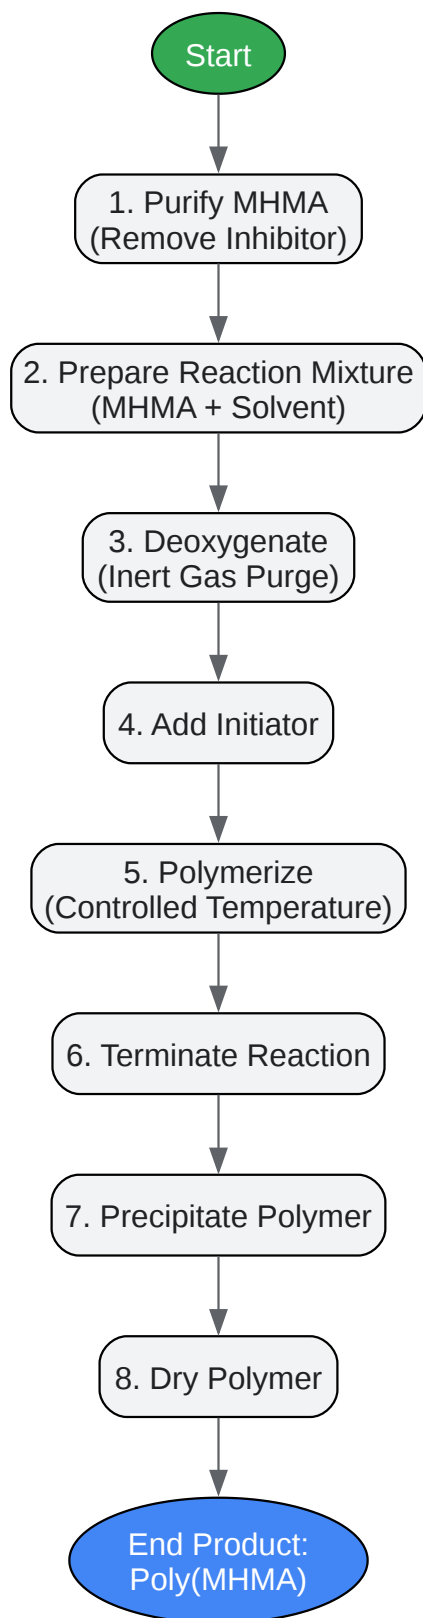 Start
1. Purify MHMA
(Remove Inhibitor)
2. Prepare Reaction Mixture
(MHMA + Solvent)
3. Deoxygenate
(Inert Gas Purge)
4. Add Initiator
5. Polymerize
(Controlled Temperature)
6. Terminate Reaction
7. Precipitate Polymer
8. Dry Polymer
End Product:
Poly(MHMA)